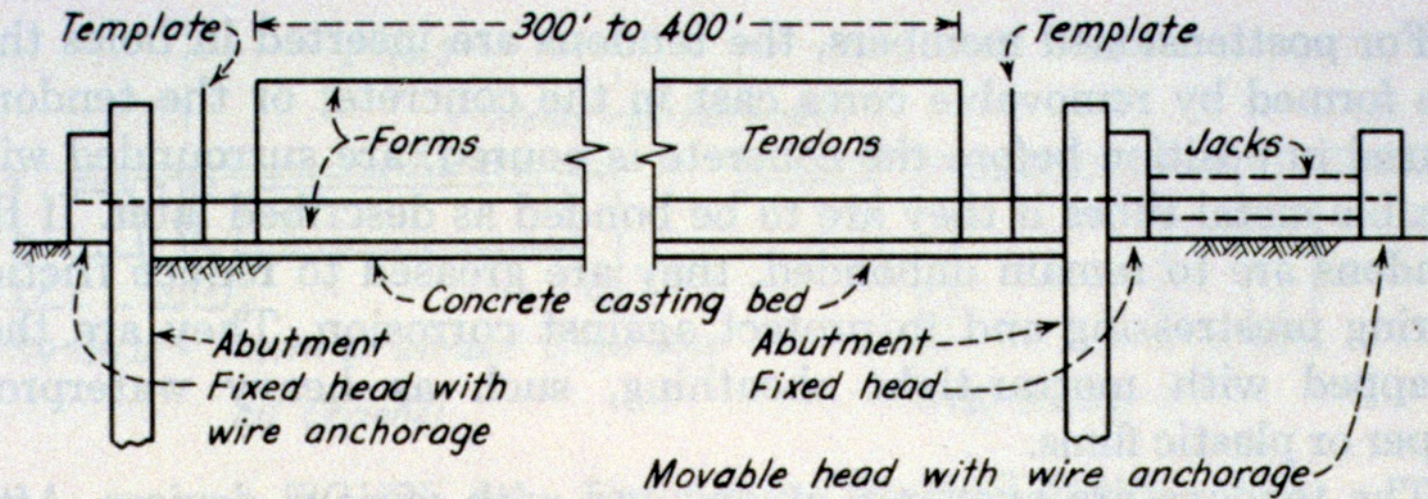 Template
300' to 400'
Template
Forms
Tendons
Jacks
Concrete casting bed
Abutment
Fixed head with
wire anchorage
Abutment
Fixed head
Movable head with wire anchorage